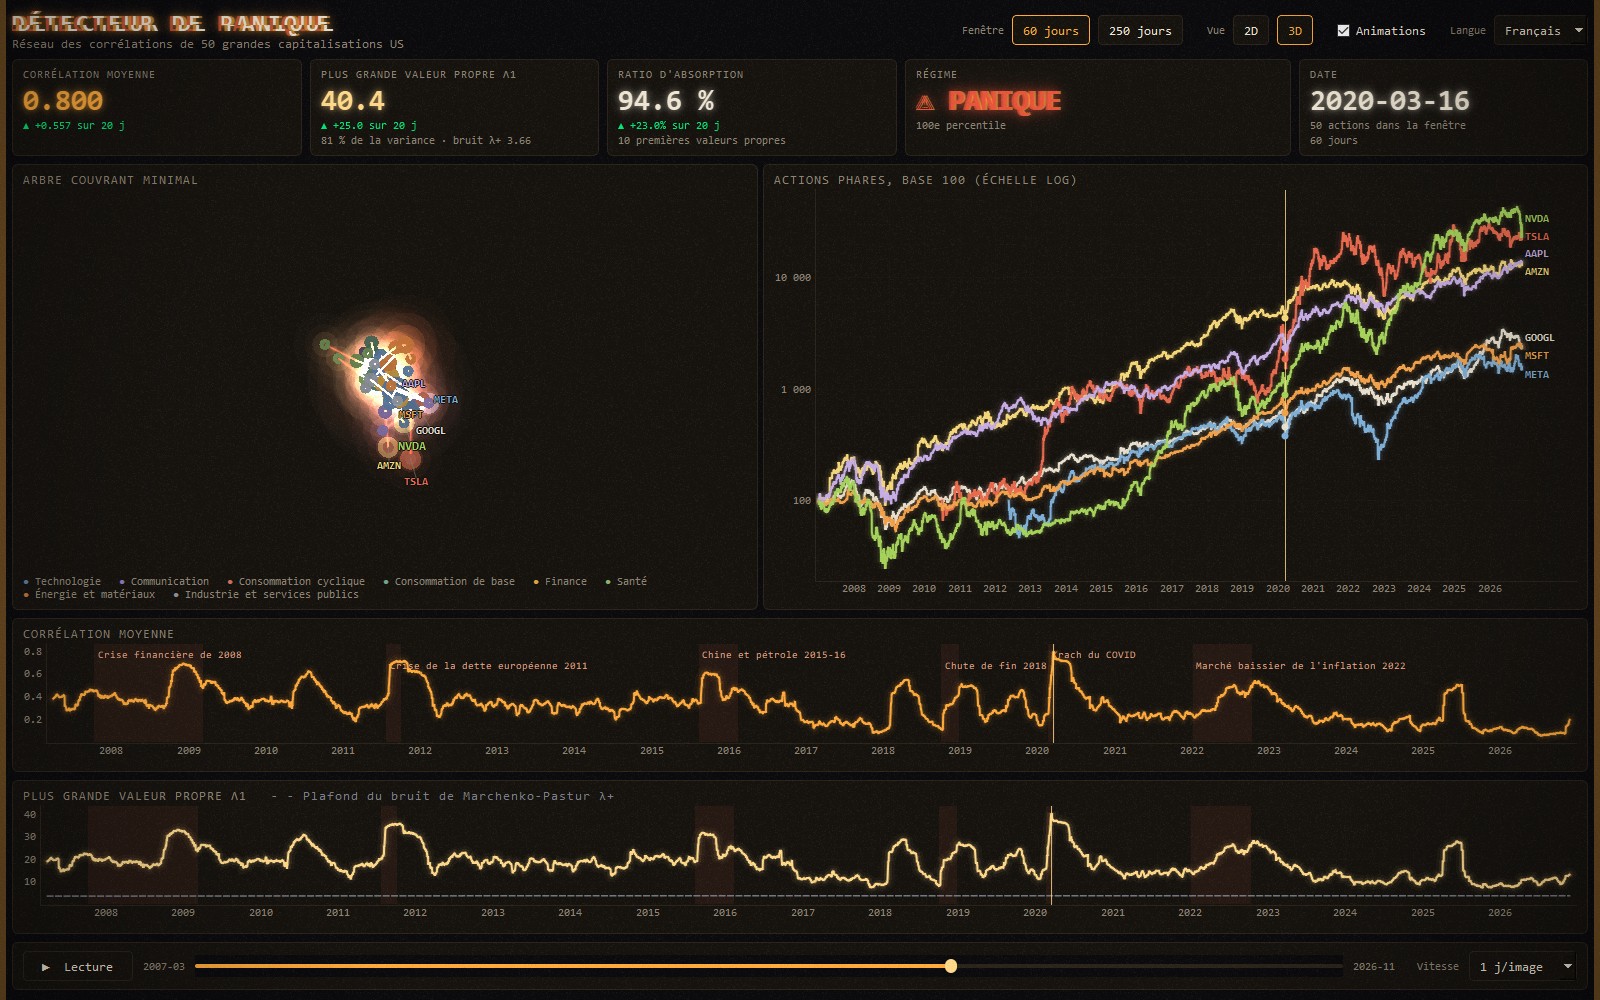 DÉTECTEUR DE PANIQUE
Réseau des corrélations de 50 grandes capitalisations US
Fenêtre 60 jours 250 jours Vue 2D 3D Animations Langue Français
CORRÉLATION MOYENNE
0.800
▲ +0.557 sur 20 j
PLUS GRANDE VALEUR PROPRE Λ1
40.4
▲ +25.0 sur 20 j
81 % de la variance · bruit λ+ 3.66
RATIO D'ABSORPTION
94.6 %
▲ +23.0% sur 20 j
10 premières valeurs propres
RÉGIME
⚠ PANIQUE
100e percentile
DATE
2020-03-16
50 actions dans la fenêtre
60 jours
ARBRE COUVRANT MINIMAL
AAPL
META
MSFT
GOOGL
NVDA
AMZN
TSLA
Technologie Communication Consommation cyclique Consommation de base Finance Santé
Énergie et matériaux Industrie et services publics
ACTIONS PHARES, BASE 100 (ÉCHELLE LOG)
10 000
1 000
100
NVDA
TSLA
AAPL
AMZN
GOOGL
MSFT
META
2008 2009 2010 2011 2012 2013 2014 2015 2016 2017 2018 2019 2020 2021 2022 2023 2024 2025 2026
CORRÉLATION MOYENNE
0.8
0.6
0.4
0.2
Crise financière de 2008
Crise de la dette européenne 2011
Chine et pétrole 2015-16
Chute de fin 2018
Krach du COVID
Marché baissier de l'inflation 2022
2008 2009 2010 2011 2012 2013 2014 2015 2016 2017 2018 2019 2020 2021 2022 2023 2024 2025 2026
PLUS GRANDE VALEUR PROPRE Λ1 - - Plafond du bruit de Marchenko-Pastur λ+
40
30
20
10
2008 2009 2010 2011 2012 2013 2014 2015 2016 2017 2018 2019 2020 2021 2022 2023 2024 2025 2026
▶ Lecture 2007-03 2026-11 Vitesse 1 j/image